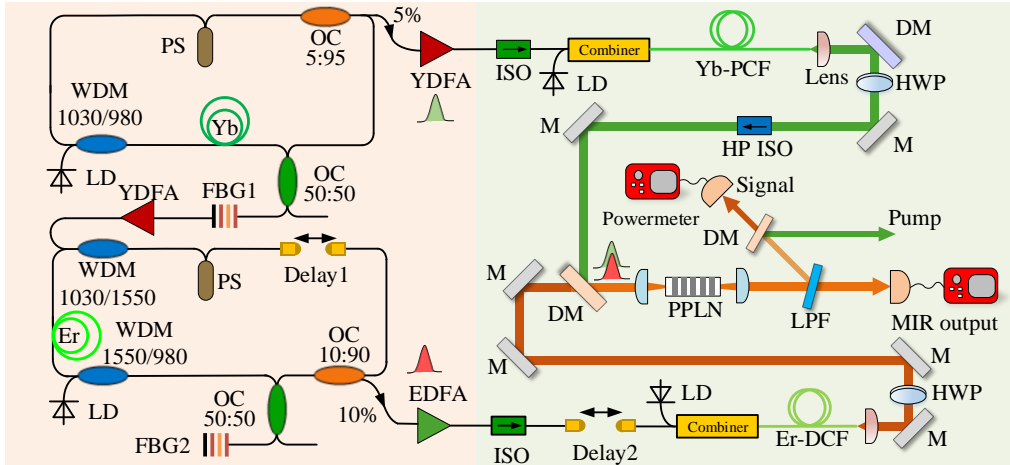 PS
OC
5:95
5%
YDFA
ISO
LD
Combiner
Yb-PCF
Lens
DM
HWP
WDM
1030/980
Yb
LD
M
HP ISO
M
OC
50:50
YDFA
FBG1
Signal
Powermeter
DM
Pump
WDM
1030/1550
PS
Delay1
M
DM
PPLN
LPF
MIR output
Er
WDM
1550/980
OC
10:90
EDFA
M
M
LD
OC
50:50
FBG2
10%
ISO
Delay2
LD
Combiner
Er-DCF
HWP
M